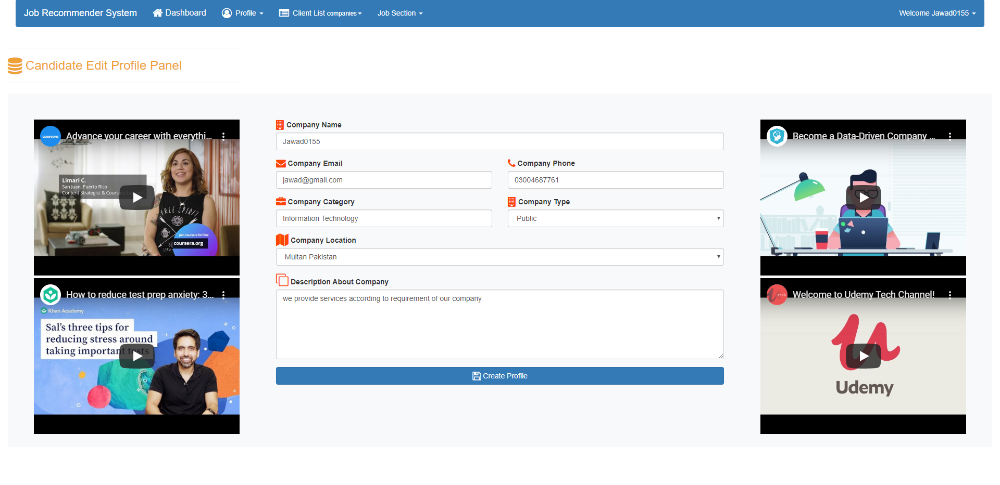 Job Recommender System Dashboard Profile Client List companies Job Section Welcome Jawad0155
Candidate Edit Profile Panel
coursera Advance your career with everythi...
Limari C.
San Juan, Puerto Rico
Content Strategist & Coursera Learner
FREE SPIRIT
Join Coursera for Free
coursera.org
How to reduce test prep anxiety: 3...
Khan Academy
Sal's three tips for
reducing stress around
taking important tests
Company Name
Jawad0155
Company Email Company Phone
jawad@gmail.com 03004687761
Company Category Company Type
Information Technology Public
Company Location
Multan Pakistan
Description About Company
we provide services according to requirement of our company
Create Profile
Become a Data-Driven Company ...
tech Welcome to Udemy Tech Channel!
Udemy